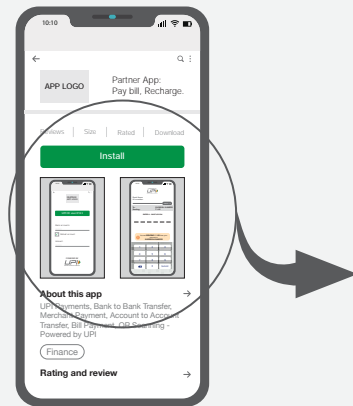 10:10
APP LOGO
Partner App:
Pay bill, Recharge.
Reviews
Size
Rated
Download
Install
UPI
UPI
About this app
UPI Payments, Bank to Bank Transfer,
Merchant Payment, Account to Account
Transfer, Bill Payment, QR Scanning -
Powered by UPI
Finance
Rating and review